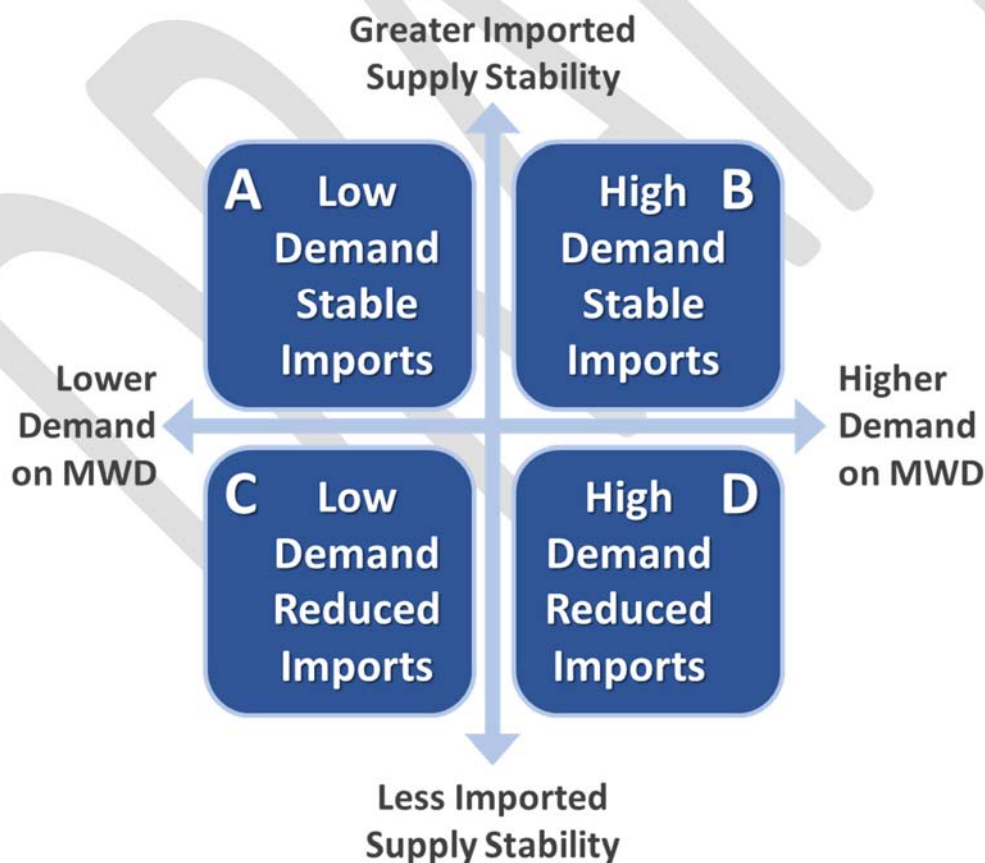 Greater Imported
Supply Stability
A Low
Demand
Stable
Imports
High B
Demand
Stable
Imports
Lower
Demand
on MWD
Higher
Demand
on MWD
C Low
Demand
Reduced
Imports
High D
Demand
Reduced
Imports
Less Imported
Supply Stability